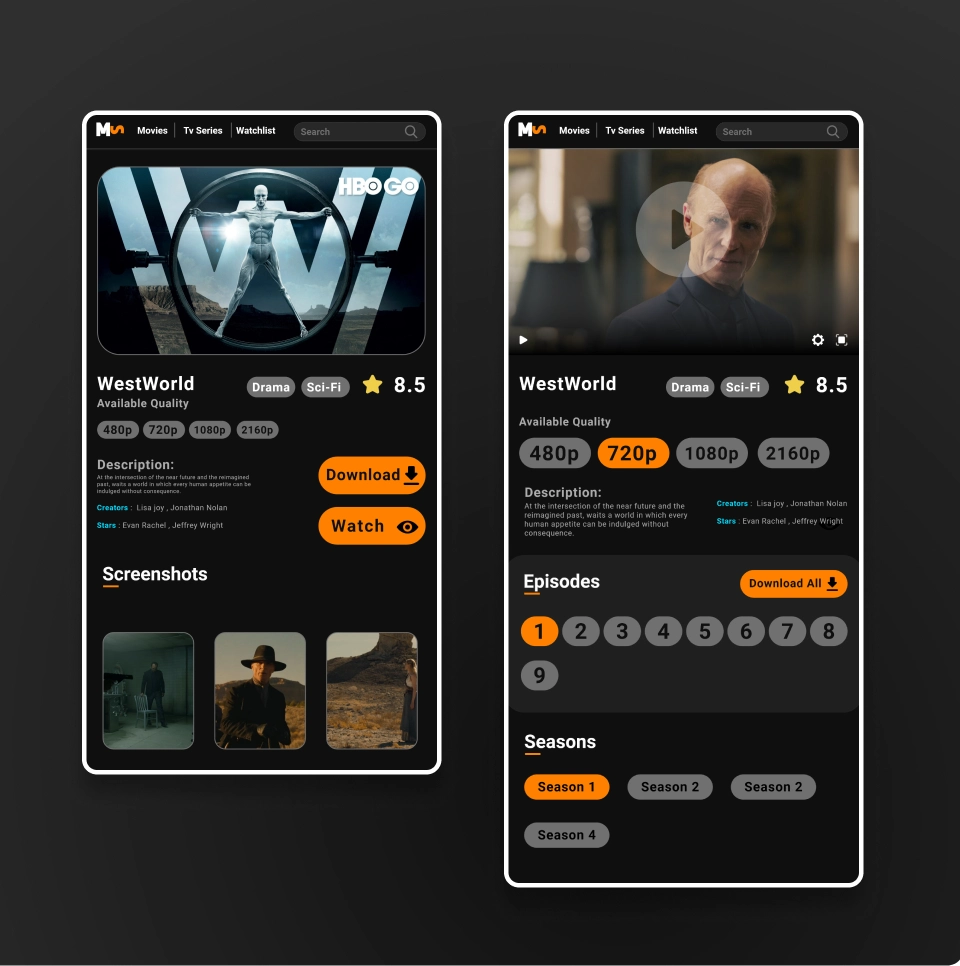 MS Movies Tv Series Watchlist Search
HBO GO
WestWorld Drama Sci-Fi 8.5
Available Quality
480p 720p 1080p 2160p
Description:
At the intersection of the near future and the reimagined
past, waits a world in which every human appetite can be
indulged without consequence.
Creators : Lisa joy , Jonathan Nolan
Stars : Evan Rachel , Jeffrey Wright
Download
Watch
Screenshots
MS Movies Tv Series Watchlist Search
WestWorld Drama Sci-Fi 8.5
Available Quality
480p 720p 1080p 2160p
Description:
At the intersection of the near future and the
reimagined past, waits a world in which every
human appetite can be indulged without
consequence.
Creators : Lisa joy , Jonathan Nolan
Stars : Evan Rachel , Jeffrey Wright
Episodes Download All
1 2 3 4 5 6 7 8
9
Seasons
Season 1 Season 2 Season 2
Season 4